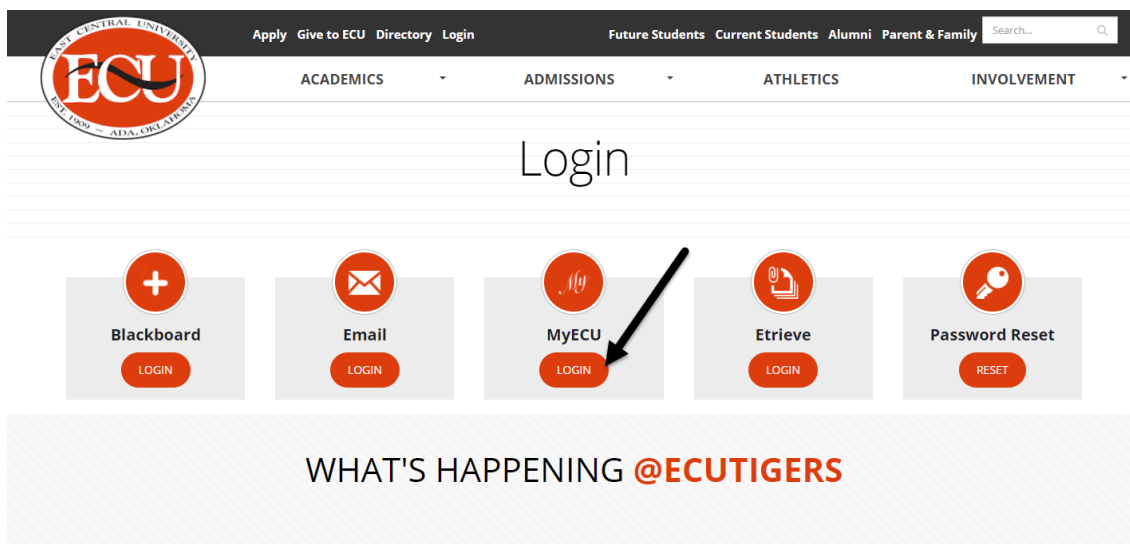 EAST CENTRAL UNIVERSITY
ECU
EST. 1909 ~ ADA, OKLAHOMA
Apply Give to ECU Directory Login
Future Students Current Students Alumni Parent & Family
Search...
ACADEMICS
ADMISSIONS
ATHLETICS
INVOLVEMENT
Login
My
Blackboard
LOGIN
Email
LOGIN
MyECU
LOGIN
Etrieve
LOGIN
Password Reset
RESET
WHAT'S HAPPENING @ECUTIGERS